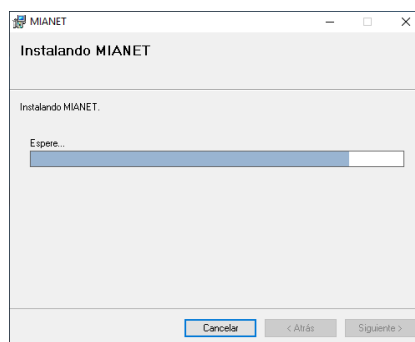 MIANET
Instalando MIANET
Instalando MIANET.
Espere...
Cancelar
< Atrás
Siguiente >